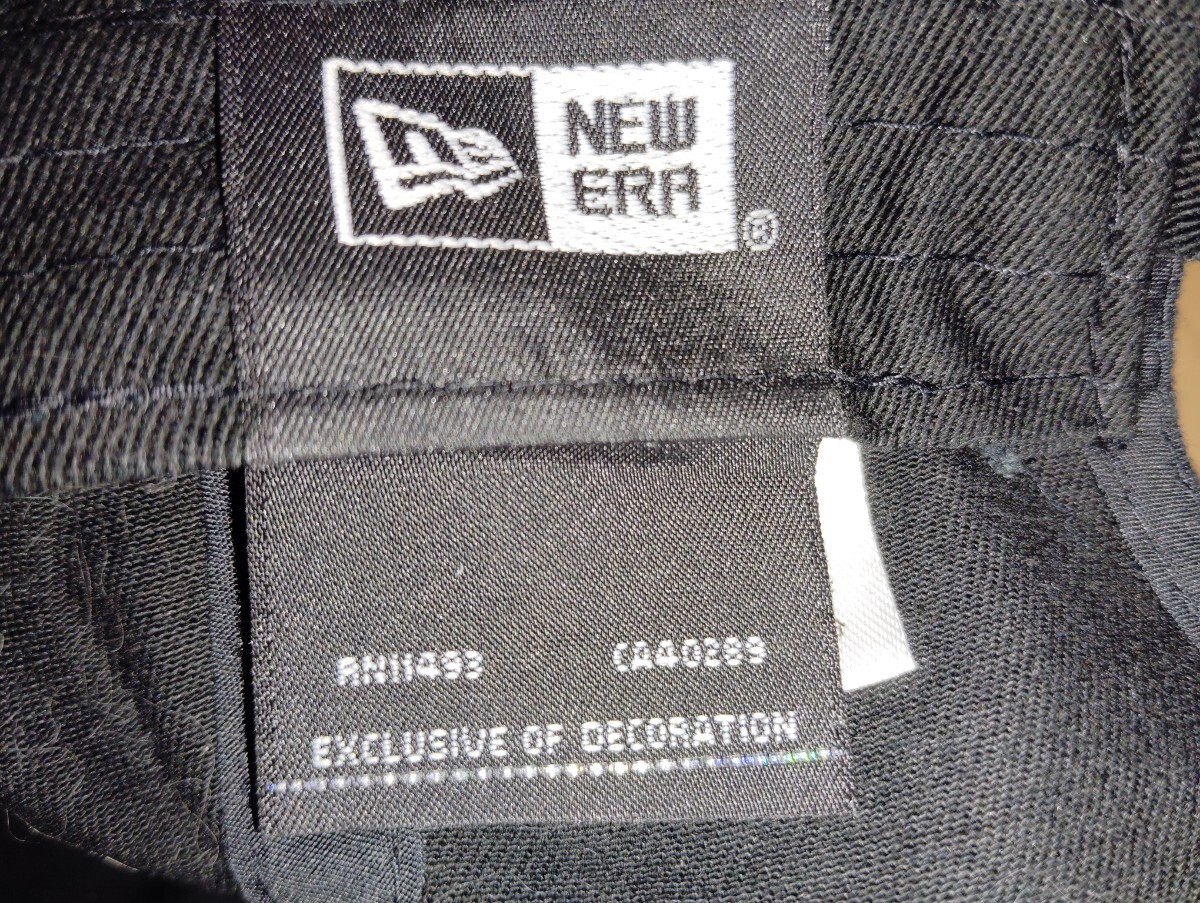 NEW
ERA
®
RN11493 CA40289
EXCLUSIVE OF DECORATION